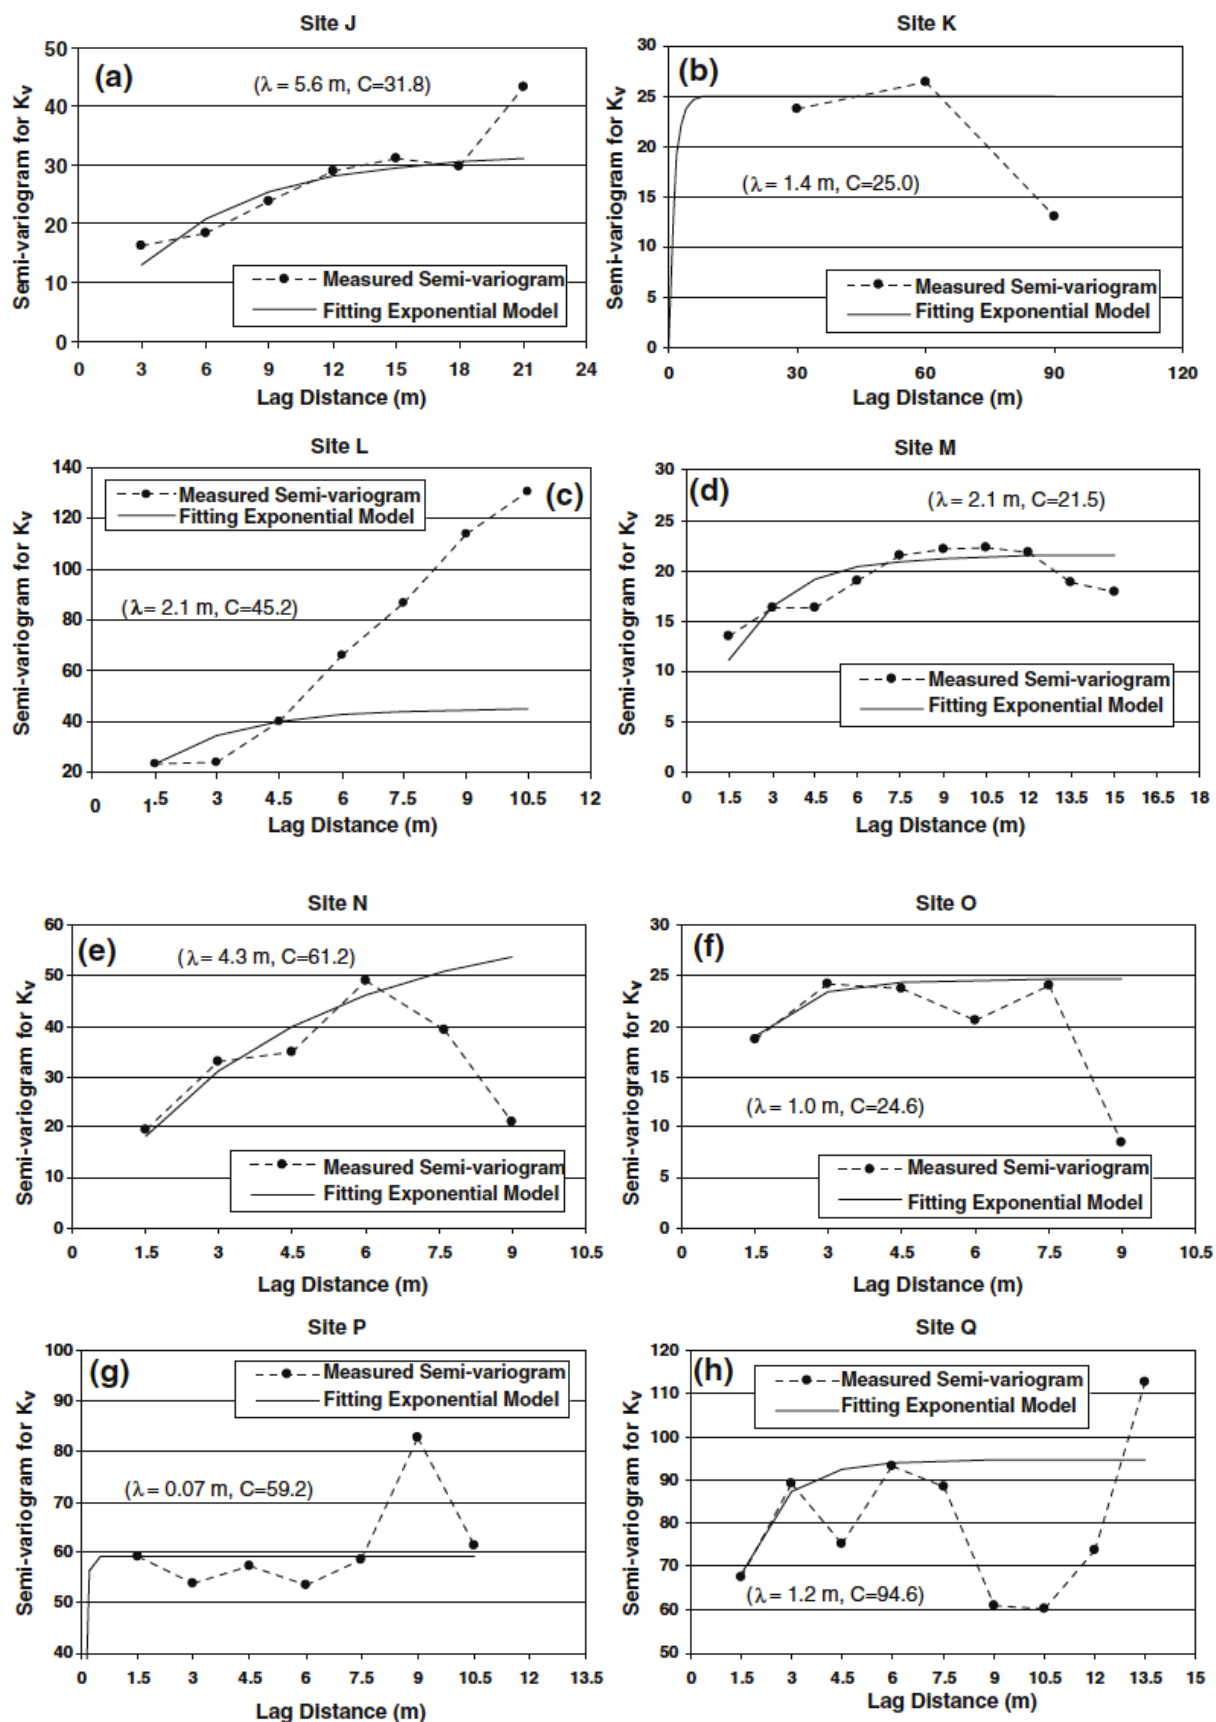 Site J
(a)
(λ = 5.6 m, C=31.8)
Semi-variogram for Kv
50
40
30
20
10
0
Measured Semi-variogram
Fitting Exponential Model
0 3 6 9 12 15 18 21 24
Lag Distance (m)
Site K
(b)
(λ = 1.4 m, C=25.0)
Semi-variogram for Kv
30
25
20
15
10
5
0
Measured Semi-variogram
Fitting Exponential Model
0 30 60 90 120
Lag Distance (m)
Site L
(c)
(λ = 2.1 m, C=45.2)
Semi-variogram for Kv
140
120
100
80
60
40
20
Measured Semi-variogram
Fitting Exponential Model
0 1.5 3 4.5 6 7.5 9 10.5 12
Lag Distance (m)
Site M
(d)
(λ = 2.1 m, C=21.5)
Semi-variogram for Kv
30
25
20
15
10
5
0
Measured Semi-variogram
Fitting Exponential Model
0 1.5 3 4.5 6 7.5 9 10.5 12 13.5 15 16.5 18
Lag Distance (m)
Site N
(e)
(λ = 4.3 m, C=61.2)
Semi-variogram for Kv
60
50
40
30
20
10
0
Measured Semi-variogram
Fitting Exponential Model
0 1.5 3 4.5 6 7.5 9 10.5
Lag Distance (m)
Site O
(f)
(λ = 1.0 m, C=24.6)
Semi-variogram for Kv
30
25
20
15
10
5
0
Measured Semi-variogram
Fitting Exponential Model
0 1.5 3 4.5 6 7.5 9 10.5
Lag Distance (m)
Site P
(g)
(λ = 0.07 m, C=59.2)
Semi-variogram for Kv
100
90
80
70
60
50
40
Measured Semi-variogram
Fitting Exponential Model
0 1.5 3 4.5 6 7.5 9 10.5 12 13.5
Lag Distance (m)
Site Q
(h)
(λ = 1.2 m, C=94.6)
Semi-variogram for Kv
120
110
100
90
80
70
60
50
Measured Semi-variogram
Fitting Exponential Model
0 1.5 3 4.5 6 7.5 9 10.5 12 13.5 15
Lag Distance (m)